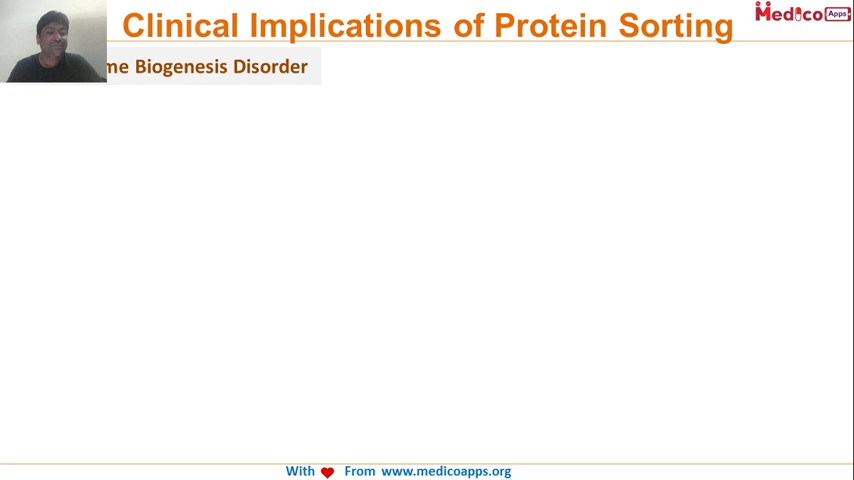 Clinical Implications of Protein Sorting
Medico Apps
me Biogenesis Disorder
With From www.medicoapps.org